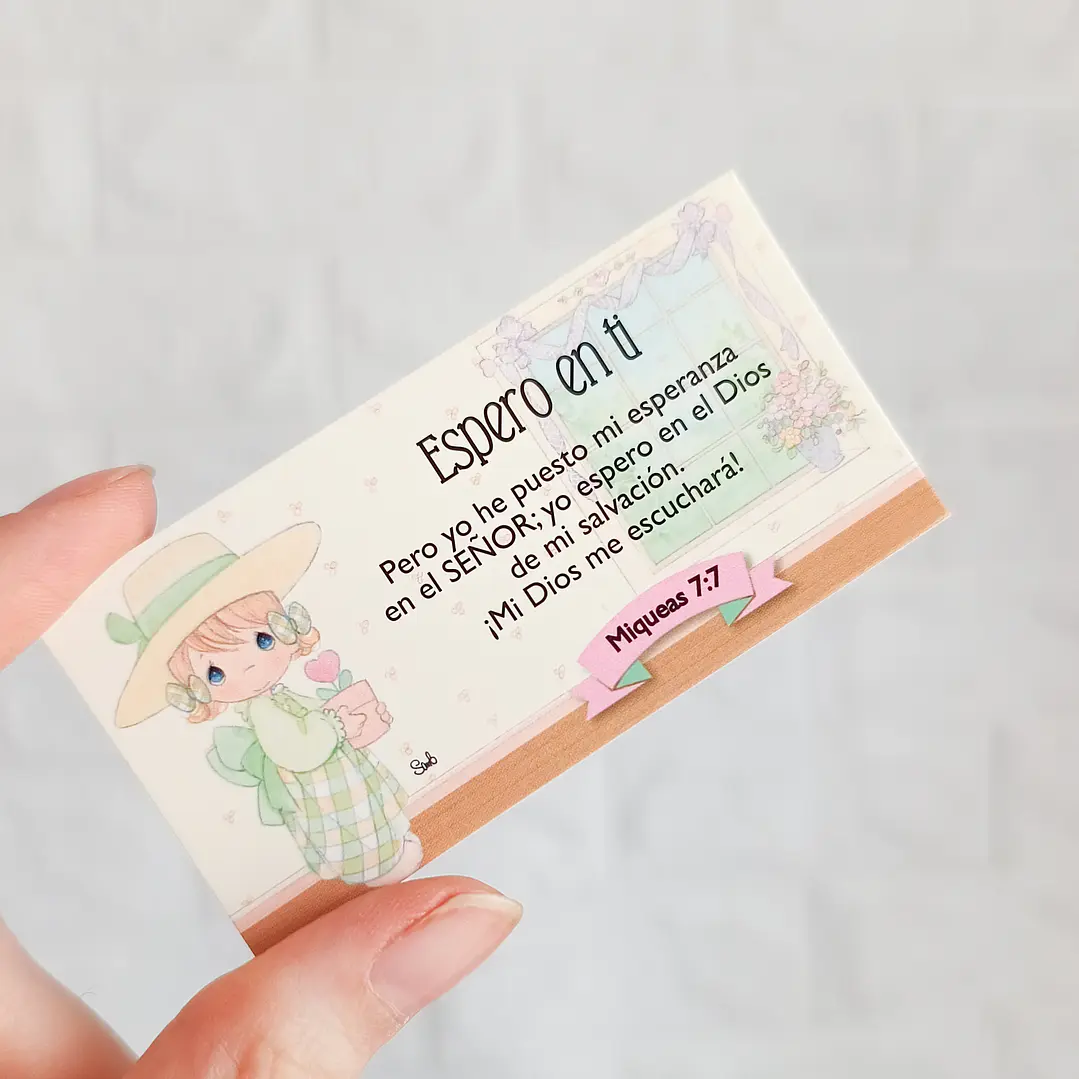 Espero en ti
Pero yo he puesto mi esperanza
en el SEÑOR; yo espero en el Dios
de mi salvación.
¡Mi Dios me escuchará!
Miqueas 7:7